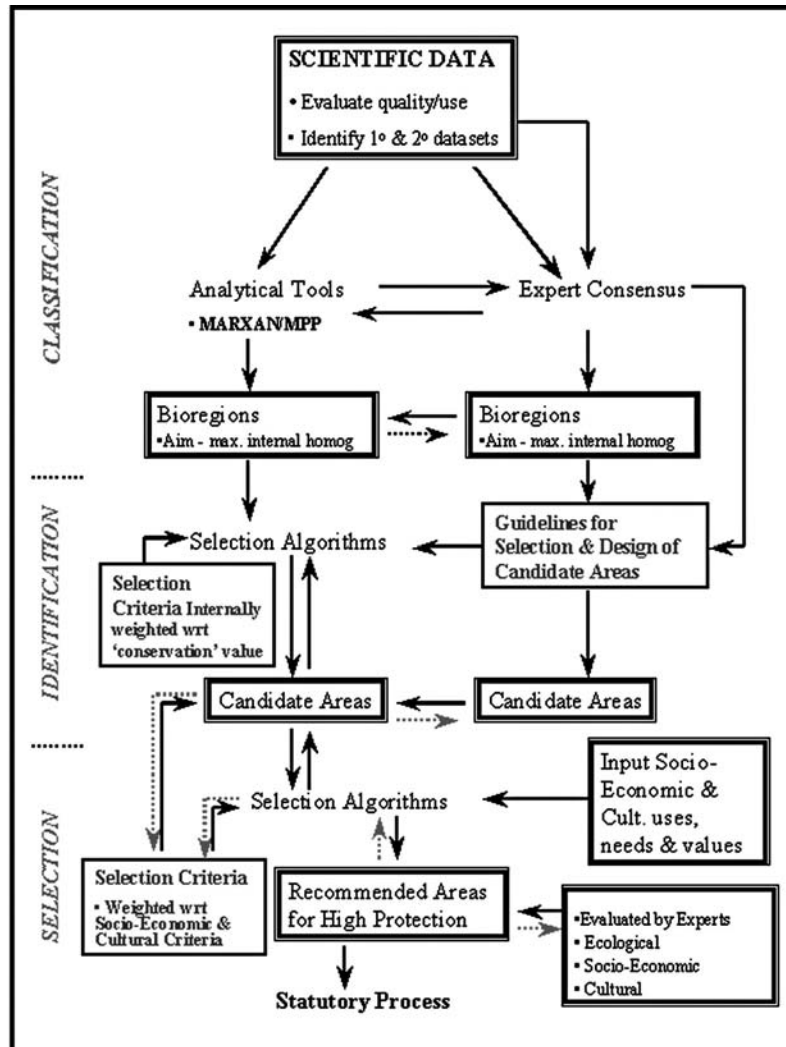 SCIENTIFIC DATA
▪ Evaluate quality/use
▪ Identify 1º & 2º datasets
CLASSIFICATION
Analytical Tools
▪ MARXAN/MPP
Expert Consensus
Bioregions
▪Aim - max. internal homog
Bioregions
▪Aim - max. internal homog
IDENTIFICATION
Selection Algorithms
Guidelines for
Selection & Design of
Candidate Areas
Selection
Criteria Internally
weighted wrt
'conservation' value
Candidate Areas
Candidate Areas
SELECTION
Selection Algorithms
Input Socio-
Economic &
Cult. uses,
needs & values
Selection Criteria
▪ Weighted wrt
Socio-Economic &
Cultural Criteria
Recommended Areas
for High Protection
▪Evaluated by Experts
▪ Ecological
▪ Socio-Economic
▪ Cultural
Statutory Process